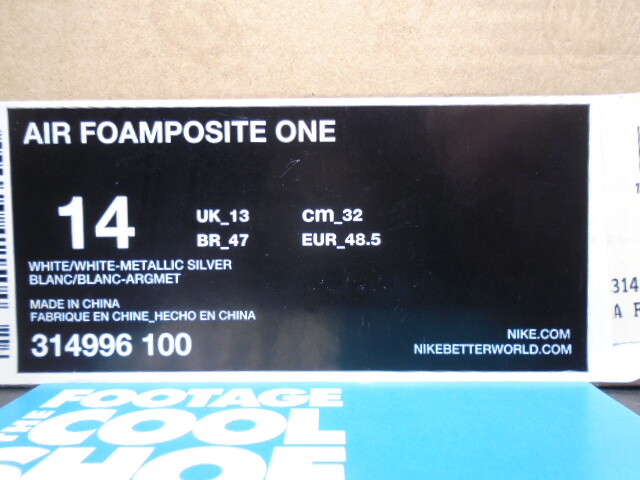 AIR FOAMPOSITE ONE
14
UK_13 cm_32
BR_47 EUR_48.5
WHITE/WHITE-METALLIC SILVER
BLANC/BLANC-ARGMET
MADE IN CHINA
FABRIQUE EN CHINE_HECHO EN CHINA
314996 100
NIKE.COM
NIKEBETTERWORLD.COM
314
A
FOOTAGE
THE COOL
SHOE